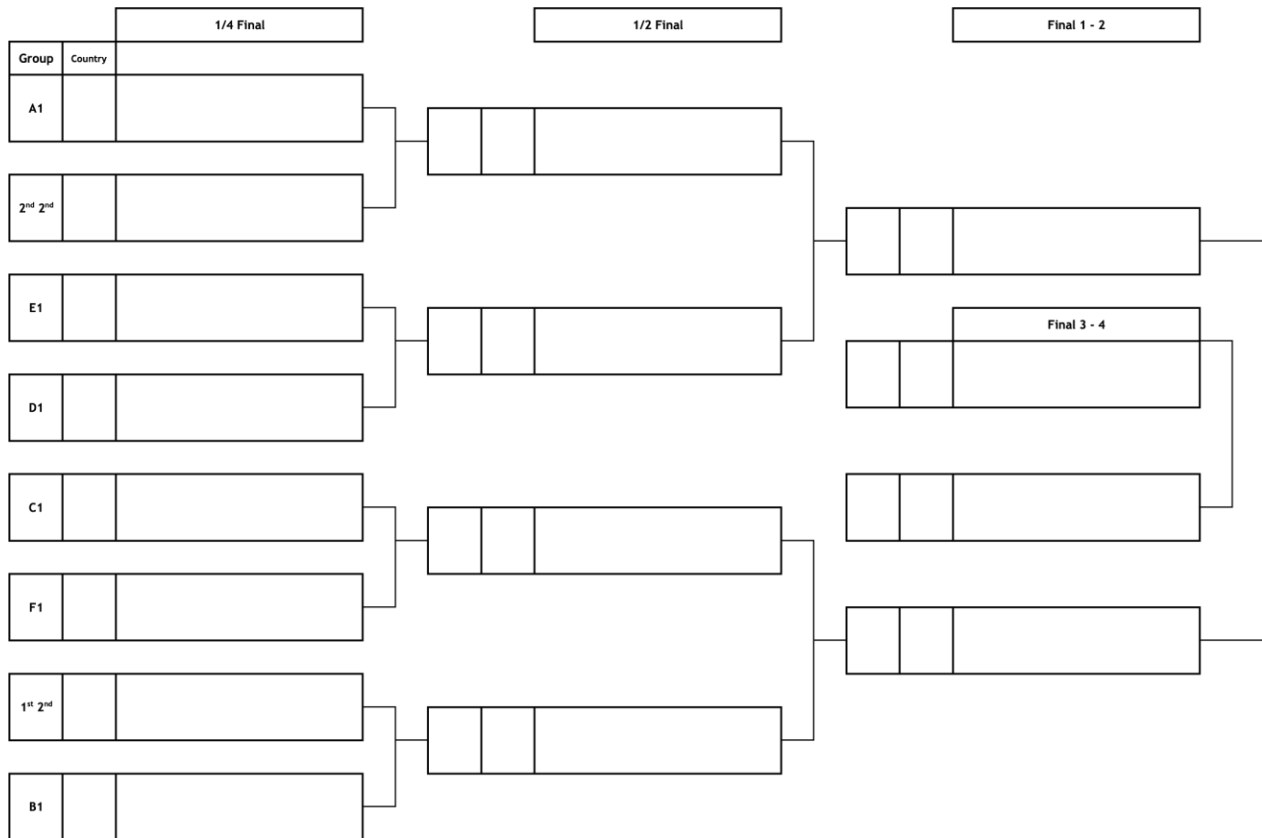 1/4 Final
1/2 Final
Final 1 - 2
Group Country
A1
2nd 2nd
E1
Final 3 - 4
D1
C1
F1
1st 2nd
B1